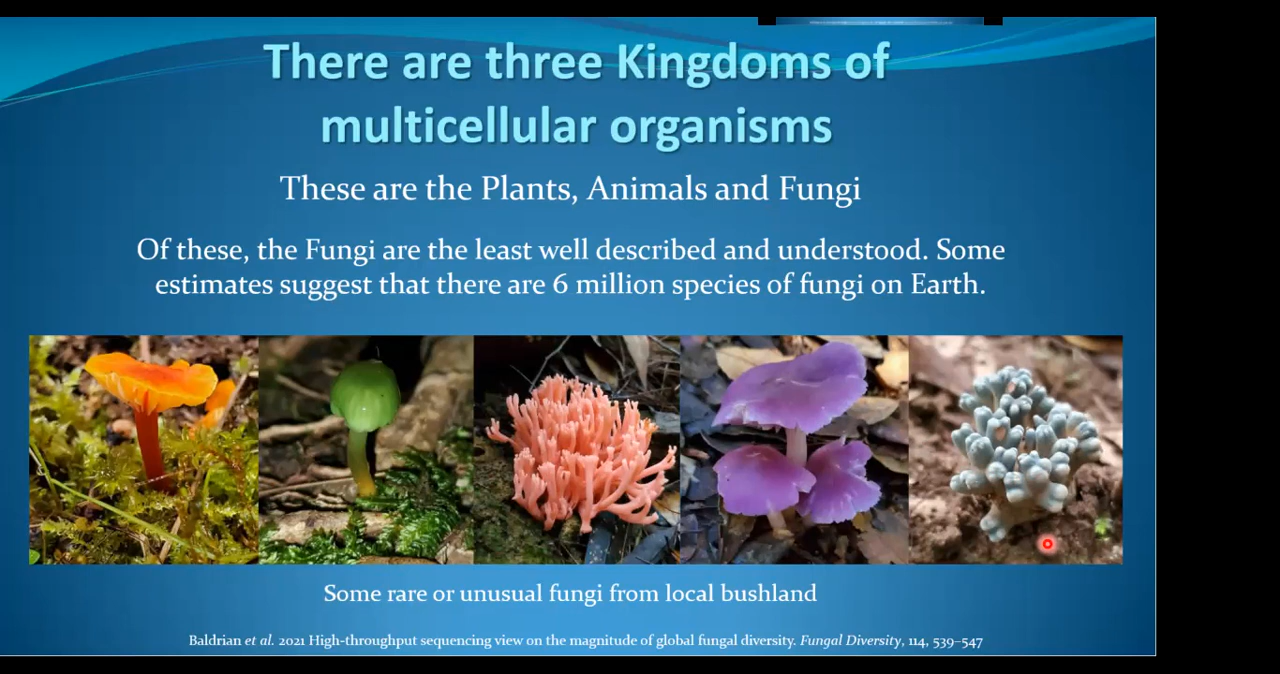 There are three Kingdoms of
multicellular organisms
These are the Plants, Animals and Fungi
Of these, the Fungi are the least well described and understood. Some
estimates suggest that there are 6 million species of fungi on Earth.
Some rare or unusual fungi from local bushland
Baldrian et al. 2021 High-throughput sequencing view on the magnitude of global fungal diversity. Fungal Diversity, 114, 539–547